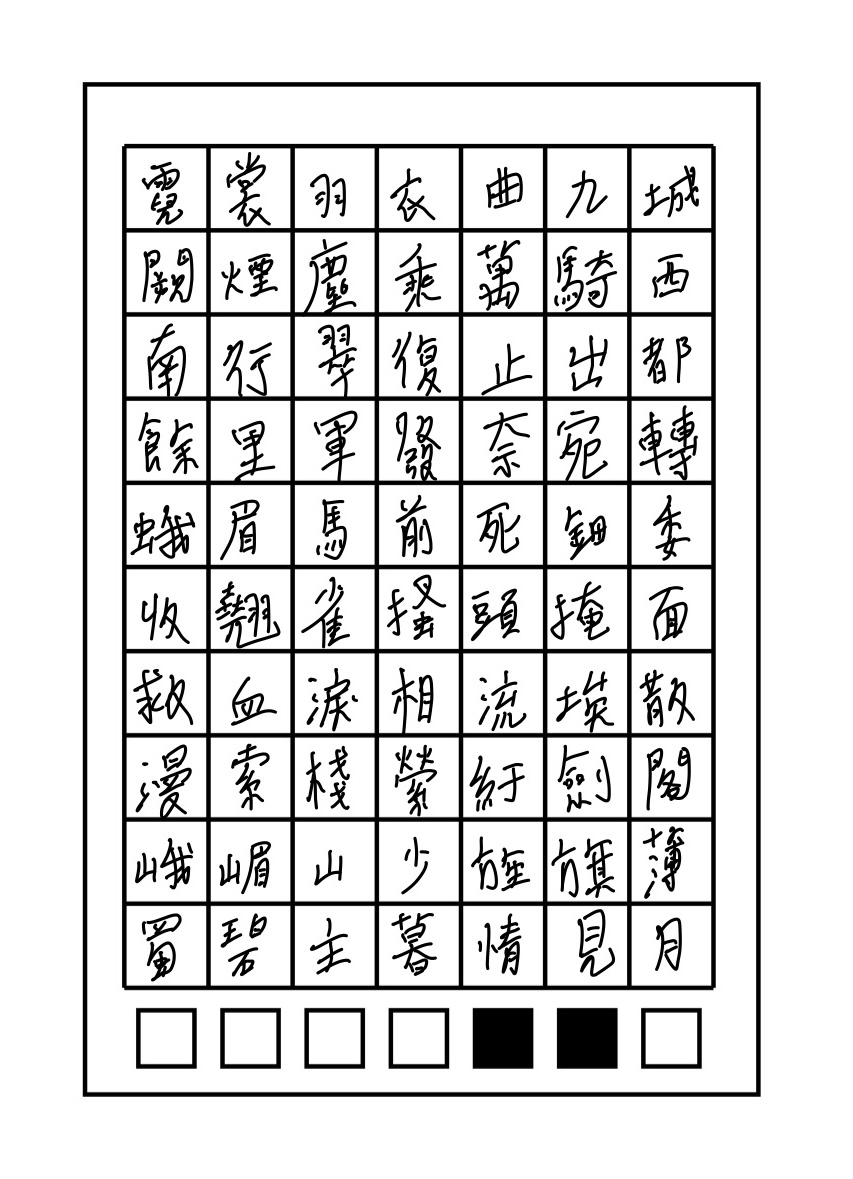 霓裳羽衣曲九城
闕煙塵乘萬騎西
南行翠復止出都
餘里軍發奈宛轉
蛾眉馬前死鈿委
收翹雀搔頭掩面
救血淚相流埃散
漫索棧縈紆劍閣
峨嵋山少旌旗薄
蜀碧主暮情見月